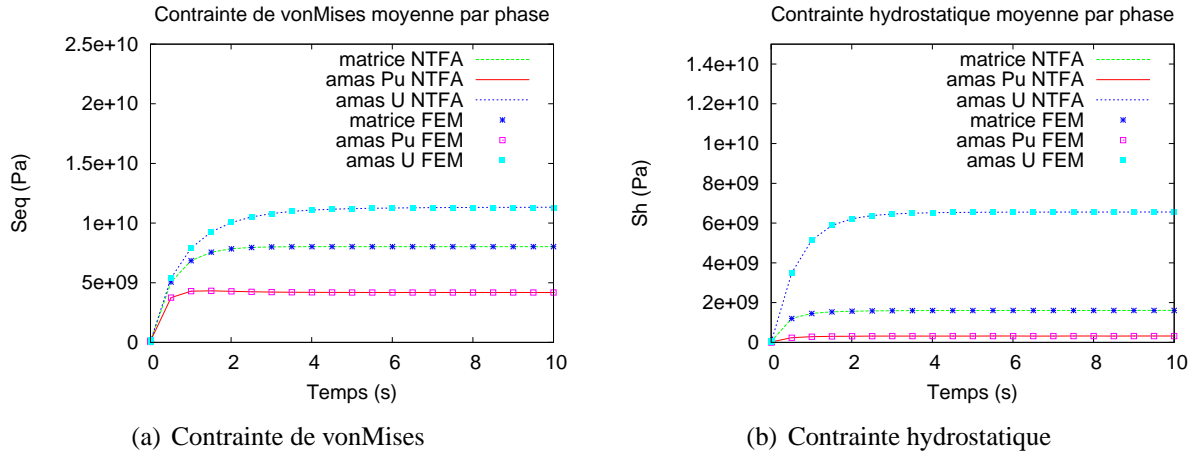 Contrainte de vonMises moyenne par phase
2.5e+10
2e+10
1.5e+10
1e+10
5e+09
0
Seq (Pa)
matrice NTFA
amas Pu NTFA
amas U NTFA
matrice FEM
amas Pu FEM
amas U FEM
0 2 4 6 8 10
Temps (s)
(a) Contrainte de vonMises
Contrainte hydrostatique moyenne par phase
1.4e+10
1.2e+10
1e+10
8e+09
6e+09
4e+09
2e+09
0
Sh (Pa)
matrice NTFA
amas Pu NTFA
amas U NTFA
matrice FEM
amas Pu FEM
amas U FEM
0 2 4 6 8 10
Temps (s)
(b) Contrainte hydrostatique